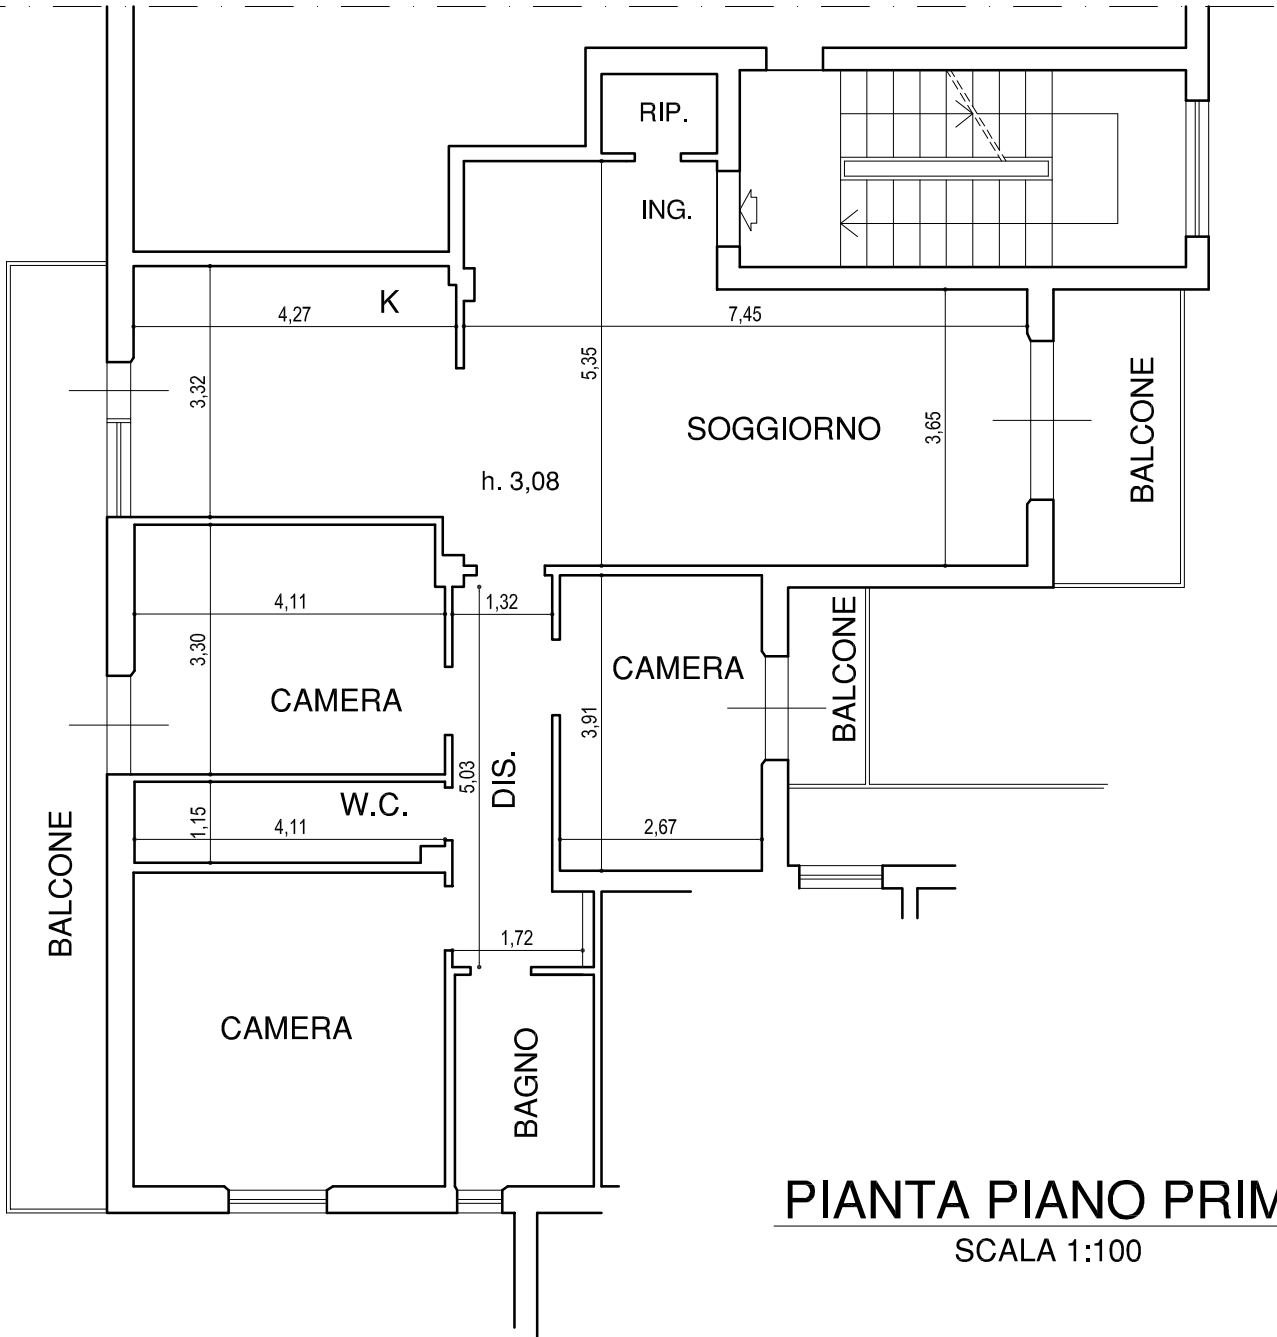 RIP.
ING.
K
4,27
7,45
3,32
5,35
3,65
SOGGIORNO
BALCONE
h. 3,08
4,11
1,32
3,30
CAMERA
CAMERA
BALCONE
3,91
5,03
DIS.
W.C.
1,15
4,11
2,67
BALCONE
1,72
CAMERA
BAGNO
PIANTA PIANO PRIM
SCALA 1:100